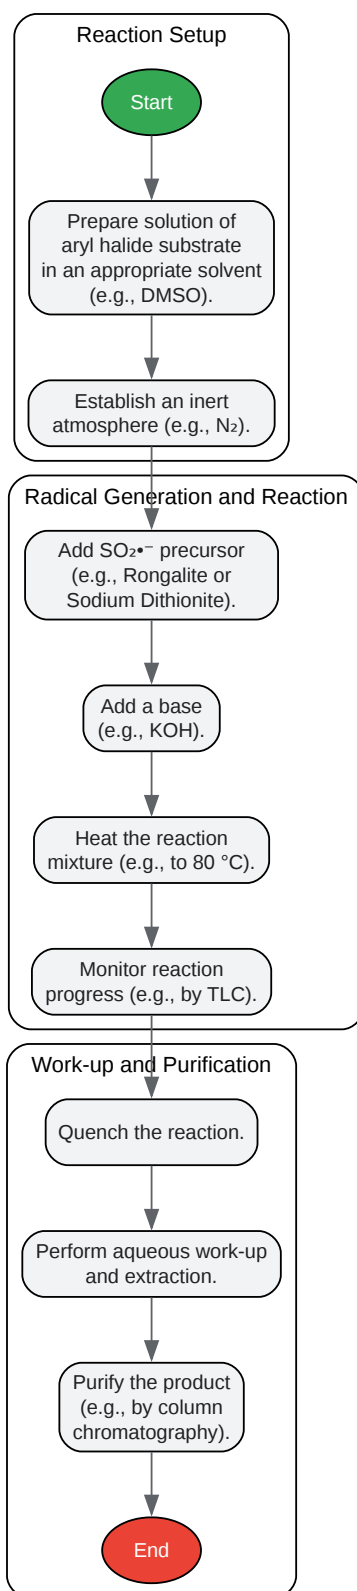 Reaction Setup
Start
Prepare solution of
aryl halide substrate
in an appropriate solvent
(e.g., DMSO).
Establish an inert
atmosphere (e.g., N₂).
Radical Generation and Reaction
Add SO₂•⁻ precursor
(e.g., Rongalite or
Sodium Dithionite).
Add a base
(e.g., KOH).
Heat the reaction
mixture (e.g., to 80 °C).
Monitor reaction
progress (e.g., by TLC).
Work-up and Purification
Quench the reaction.
Perform aqueous work-up
and extraction.
Purify the product
(e.g., by column
chromatography).
End